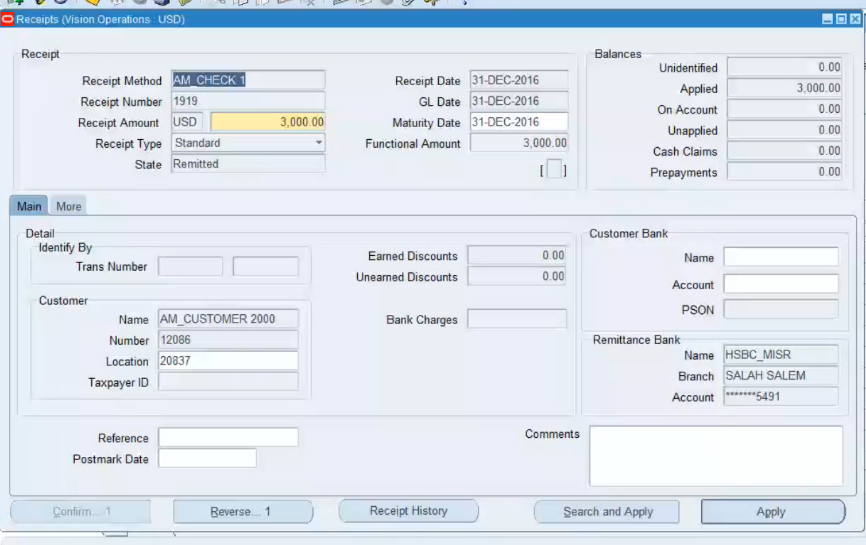 Receipts (Vision Operations : USD)
Receipt
Receipt Method AM_CHECK 1
Receipt Number 1919
Receipt Amount USD 3,000.00
Receipt Type Standard
State Remitted
Receipt Date 31-DEC-2016
GL Date 31-DEC-2016
Maturity Date 31-DEC-2016
Functional Amount 3,000.00
[ ]
Balances
Unidentified 0.00
Applied 3,000.00
On Account 0.00
Unapplied 0.00
Cash Claims 0.00
Prepayments 0.00
Main More
Detail
Identify By
Trans Number
Customer
Name AM_CUSTOMER 2000
Number 12086
Location 20837
Taxpayer ID
Earned Discounts 0.00
Unearned Discounts 0.00
Bank Charges
Customer Bank
Name
Account
PSON
Remittance Bank
Name HSBC_MISR
Branch SALAH SALEM
Account *******5491
Reference
Postmark Date
Comments
Confirm... 1 Reverse... 1 Receipt History Search and Apply Apply